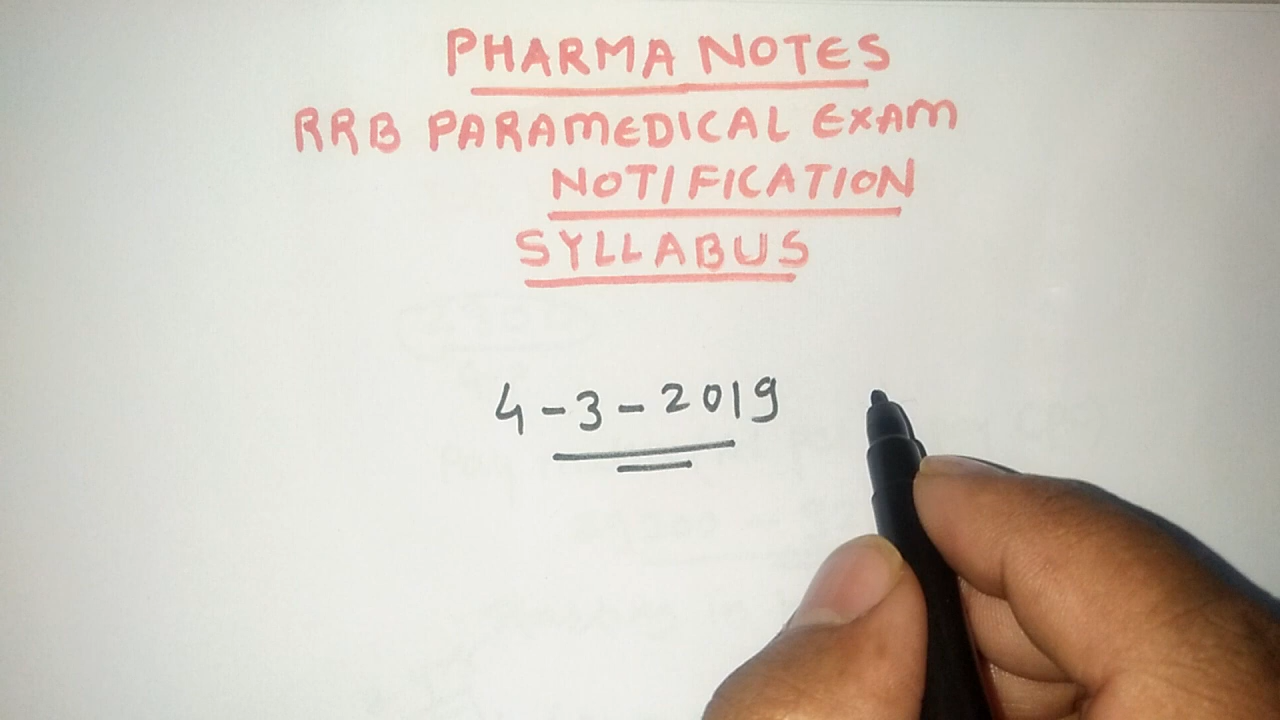 PHARMA NOTES
RRB PARAMEDICAL EXAM
NOTIFICATION
SYLLABUS
4-3-2019